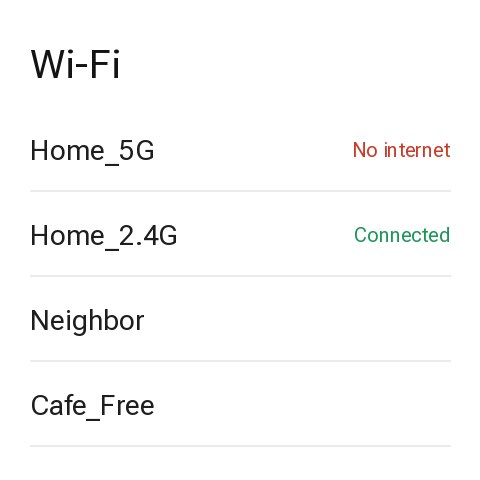 Wi-Fi
Home_5G No internet
Home_2.4G Connected
Neighbor
Cafe_Free